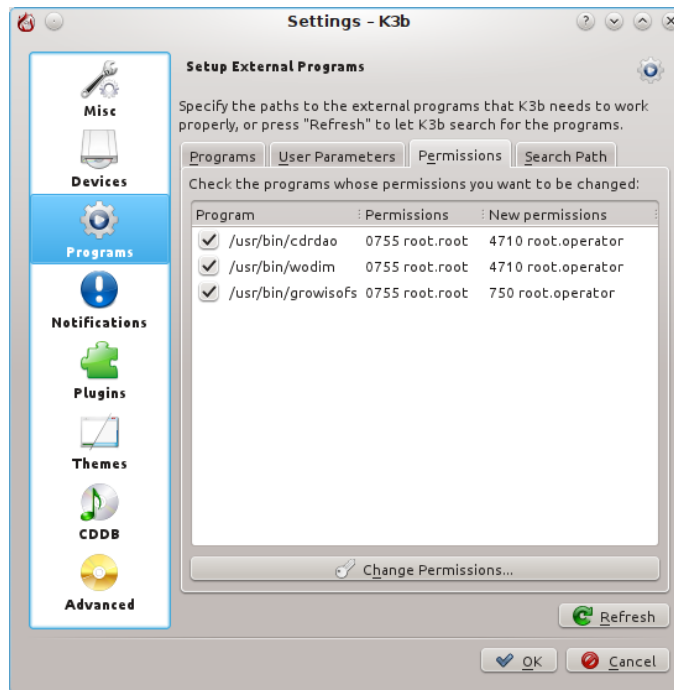 Settings - K3b
Misc
Devices
Programs
Notifications
Plugins
Themes
CDDB
Advanced
Setup External Programs
Specify the paths to the external programs that K3b needs to work
properly, or press "Refresh" to let K3b search for the programs.
Programs User Parameters Permissions Search Path
Check the programs whose permissions you want to be changed:
Program Permissions New permissions
/usr/bin/cdrdao 0755 root.root 4710 root.operator
/usr/bin/wodim 0755 root.root 4710 root.operator
/usr/bin/growisofs 0755 root.root 750 root.operator
Change Permissions...
Refresh
OK Cancel